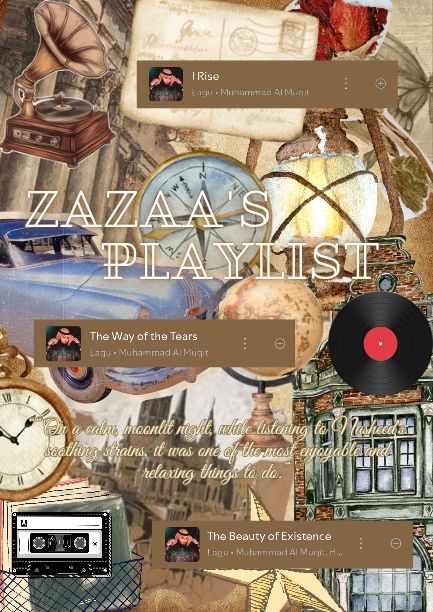 I Rise
Lagu • Muhammad Al Muqit
ZAZAA'S
PLAYLIST
The Way of the Tears
Lagu • Muhammad Al Muqit
"On a calm, moonlit night, while listening to Nasheed's
soothing strains, it was one of the most enjoyable and
relaxing things to do."
The Beauty of Existence
Lagu • Muhammad Al Muqit, H...